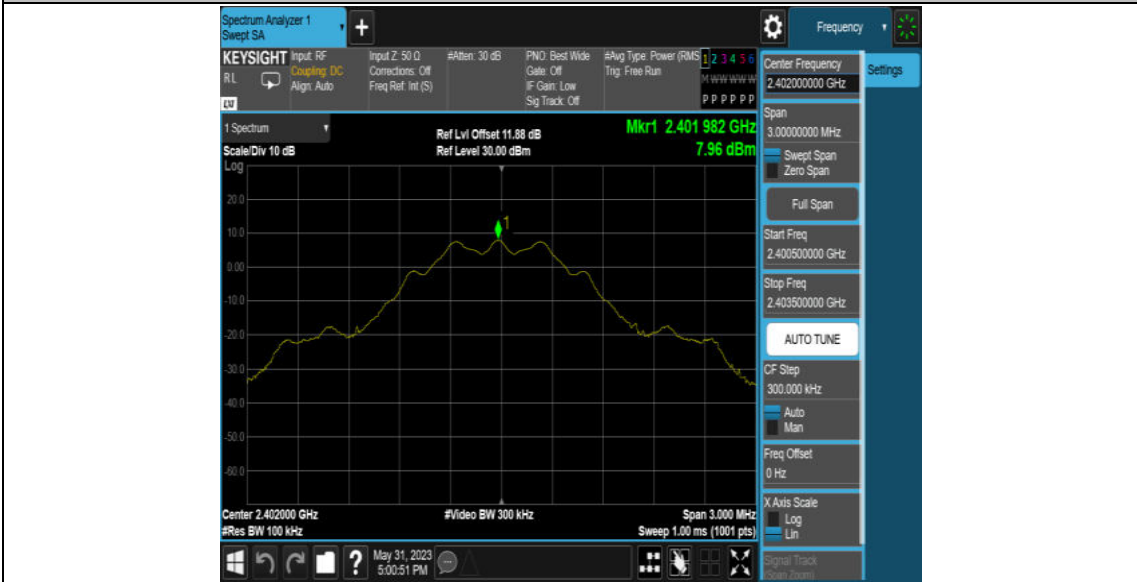 Spectrum Analyzer 1
Swept SA
+
Frequency
KEYSIGHT
RL
LXI
Input: RF
Coupling: DC
Align: Auto
Input Z: 50 Ω
Corrections: Off
Freq Ref: Int (S)
#Atten: 30 dB
PNO: Best Wide
Gate: Off
IF Gain: Low
Sig Track: Off
#Avg Type: Power (RMS
Trig: Free Run
1 2 3 4 5 6
M W W W W W
P P P P P P
Center Frequency
2.402000000 GHz
Settings
Span
3.00000000 MHz
Swept Span
Zero Span
Full Span
Start Freq
2.400500000 GHz
Stop Freq
2.403500000 GHz
AUTO TUNE
CF Step
300.000 kHz
Auto
Man
Freq Offset
0 Hz
X Axis Scale
Log
Lin
Signal Track
(Span Zoom)
1 Spectrum
Scale/Div 10 dB
Log
Ref Lvl Offset 11.88 dB
Ref Level 30.00 dBm
Mkr1 2.401 982 GHz
7.96 dBm
1
20.0
10.0
0.00
-10.0
-20.0
-30.0
-40.0
-50.0
-60.0
Center 2.402000 GHz
#Res BW 100 kHz
#Video BW 300 kHz
Span 3.000 MHz
Sweep 1.00 ms (1001 pts)
?
May 31, 2023
5:00:51 PM